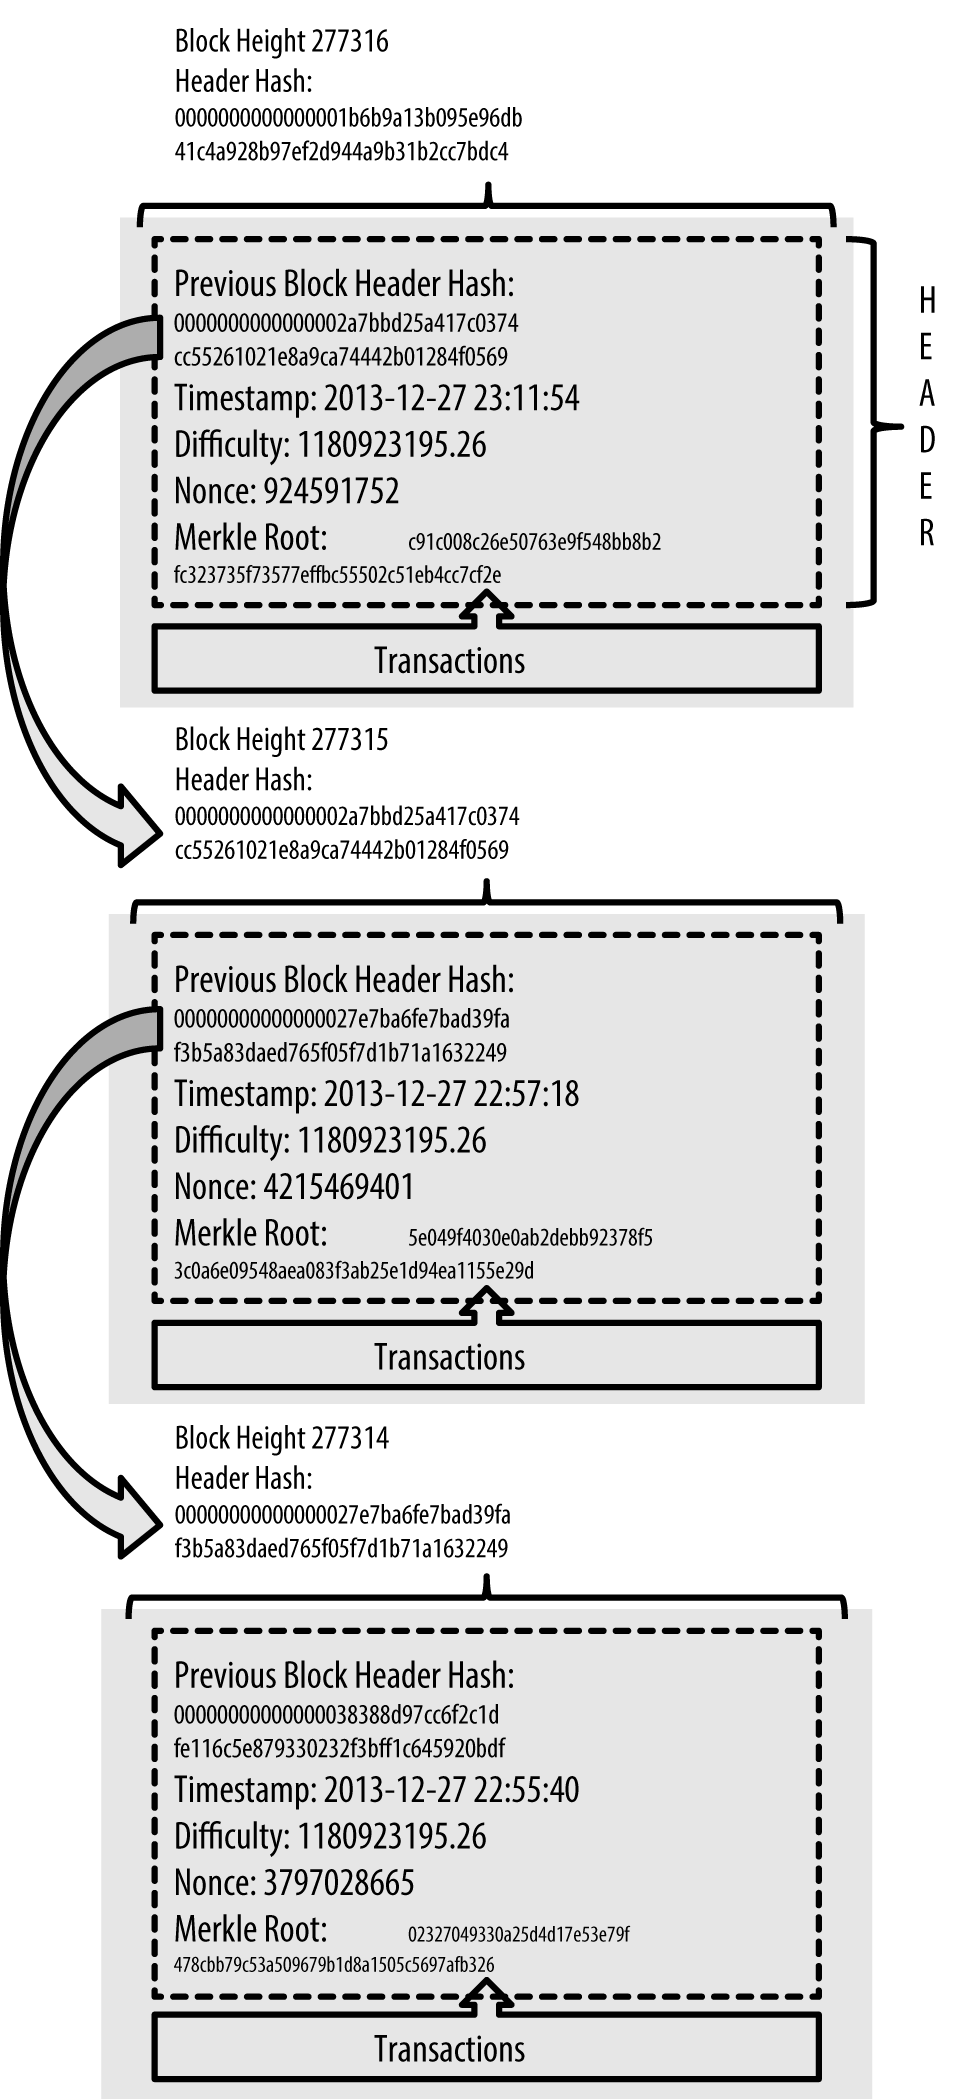 Block Height 277316
Header Hash:
0000000000000001b6b9a13b095e96db
41c4a928b97ef2d944a9b31b2cc7bdc4
Previous Block Header Hash:
0000000000000002a7bbd25a417c0374
cc55261021e8a9ca74442b01284f0569
Timestamp: 2013-12-27 23:11:54
Difficulty: 1180923195.26
Nonce: 924591752
Merkle Root: c91c008c26e50763e9f548bb8b2
fc323735f73577effbc55502c51eb4cc7cf2e
Transactions
HEADER
Block Height 277315
Header Hash:
0000000000000002a7bbd25a417c0374
cc55261021e8a9ca74442b01284f0569
Previous Block Header Hash:
00000000000000027e7ba6fe7bad39fa
f3b5a83daed765f05f7d1b71a1632249
Timestamp: 2013-12-27 22:57:18
Difficulty: 1180923195.26
Nonce: 4215469401
Merkle Root: 5e049f4030e0ab2debb92378f5
3c0a6e09548aea083f3ab25e1d94ea1155e29d
Transactions
Block Height 277314
Header Hash:
00000000000000027e7ba6fe7bad39fa
f3b5a83daed765f05f7d1b71a1632249
Previous Block Header Hash:
00000000000000038388d97cc6f2c1d
fe116c5e879330232f3bff1c645920bdf
Timestamp: 2013-12-27 22:55:40
Difficulty: 1180923195.26
Nonce: 3797028665
Merkle Root: 02327049330a25d4d17e53e79f
478cbb79c53a509679b1d8a1505c5697afb326
Transactions